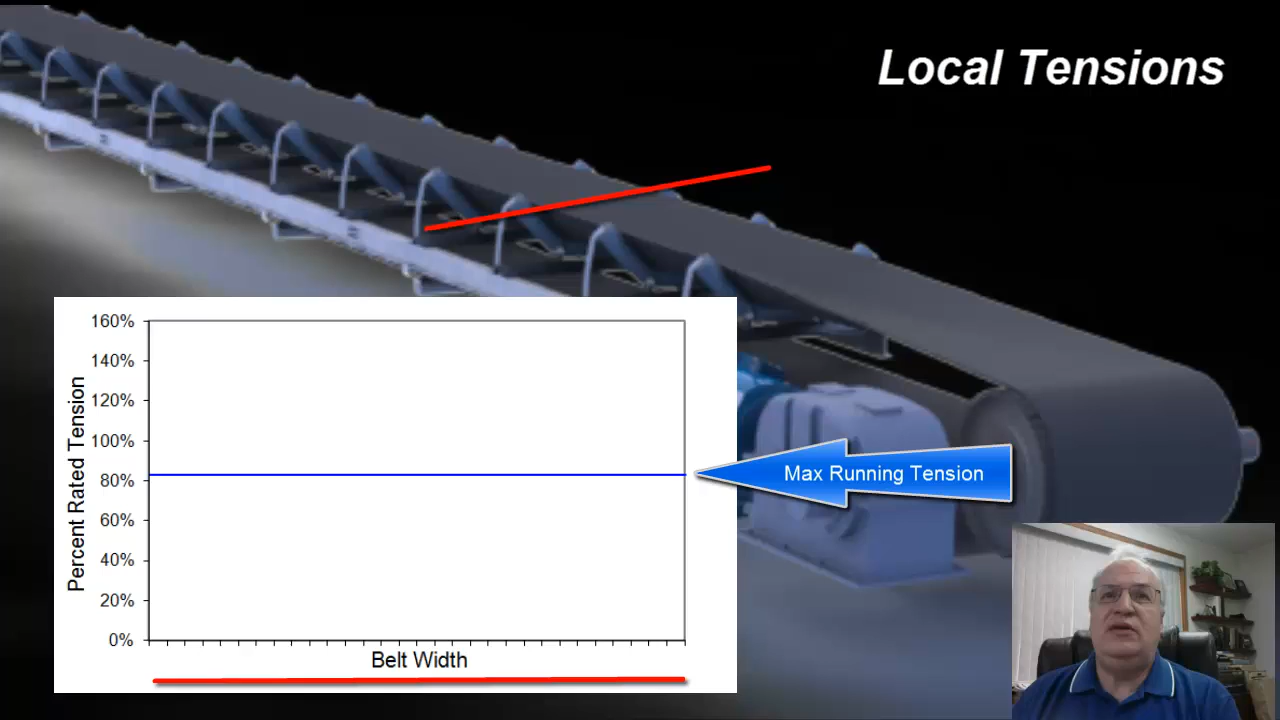 Local Tensions
160%
140%
120%
100%
80%
60%
40%
20%
0%
Percent Rated Tension
Belt Width
Max Running Tension